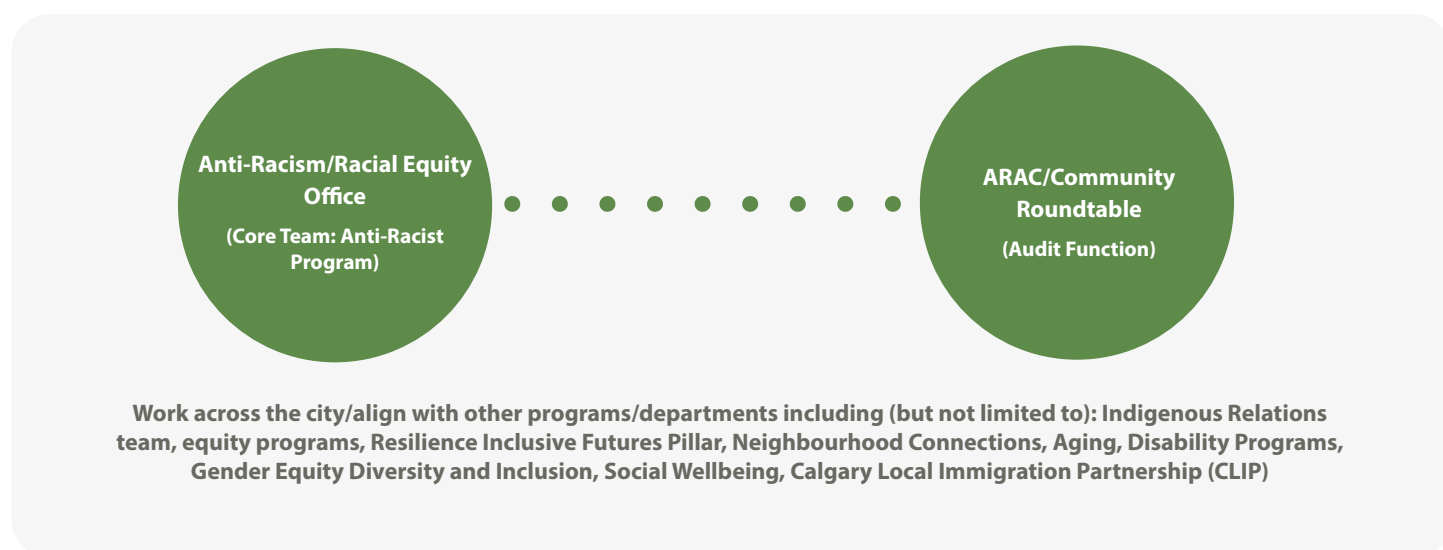 Anti-Racism/Racial Equity
Office
(Core Team: Anti-Racist
Program)
ARAC/Community
Roundtable
(Audit Function)
Work across the city/align with other programs/departments including (but not limited to): Indigenous Relations
team, equity programs, Resilience Inclusive Futures Pillar, Neighbourhood Connections, Aging, Disability Programs,
Gender Equity Diversity and Inclusion, Social Wellbeing, Calgary Local Immigration Partnership (CLIP)